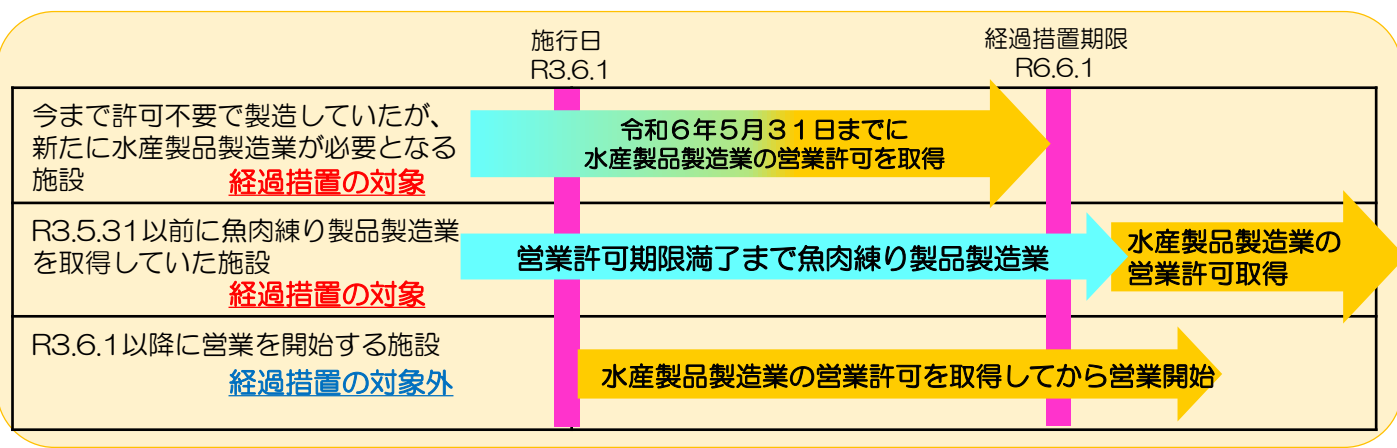 施行日
R3.6.1
経過措置期限
R6.6.1
今まで許可不要で製造していたが、
新たに水産製品製造業が必要となる
施設
経過措置の対象
令和６年５月３１日までに
水産製品製造業の営業許可を取得
R3.5.31以前に魚肉練り製品製造業
を取得していた施設
経過措置の対象
営業許可期限満了まで魚肉練り製品製造業
水産製品製造業の
営業許可取得
R3.6.1以降に営業を開始する施設
経過措置の対象外
水産製品製造業の営業許可を取得してから営業開始